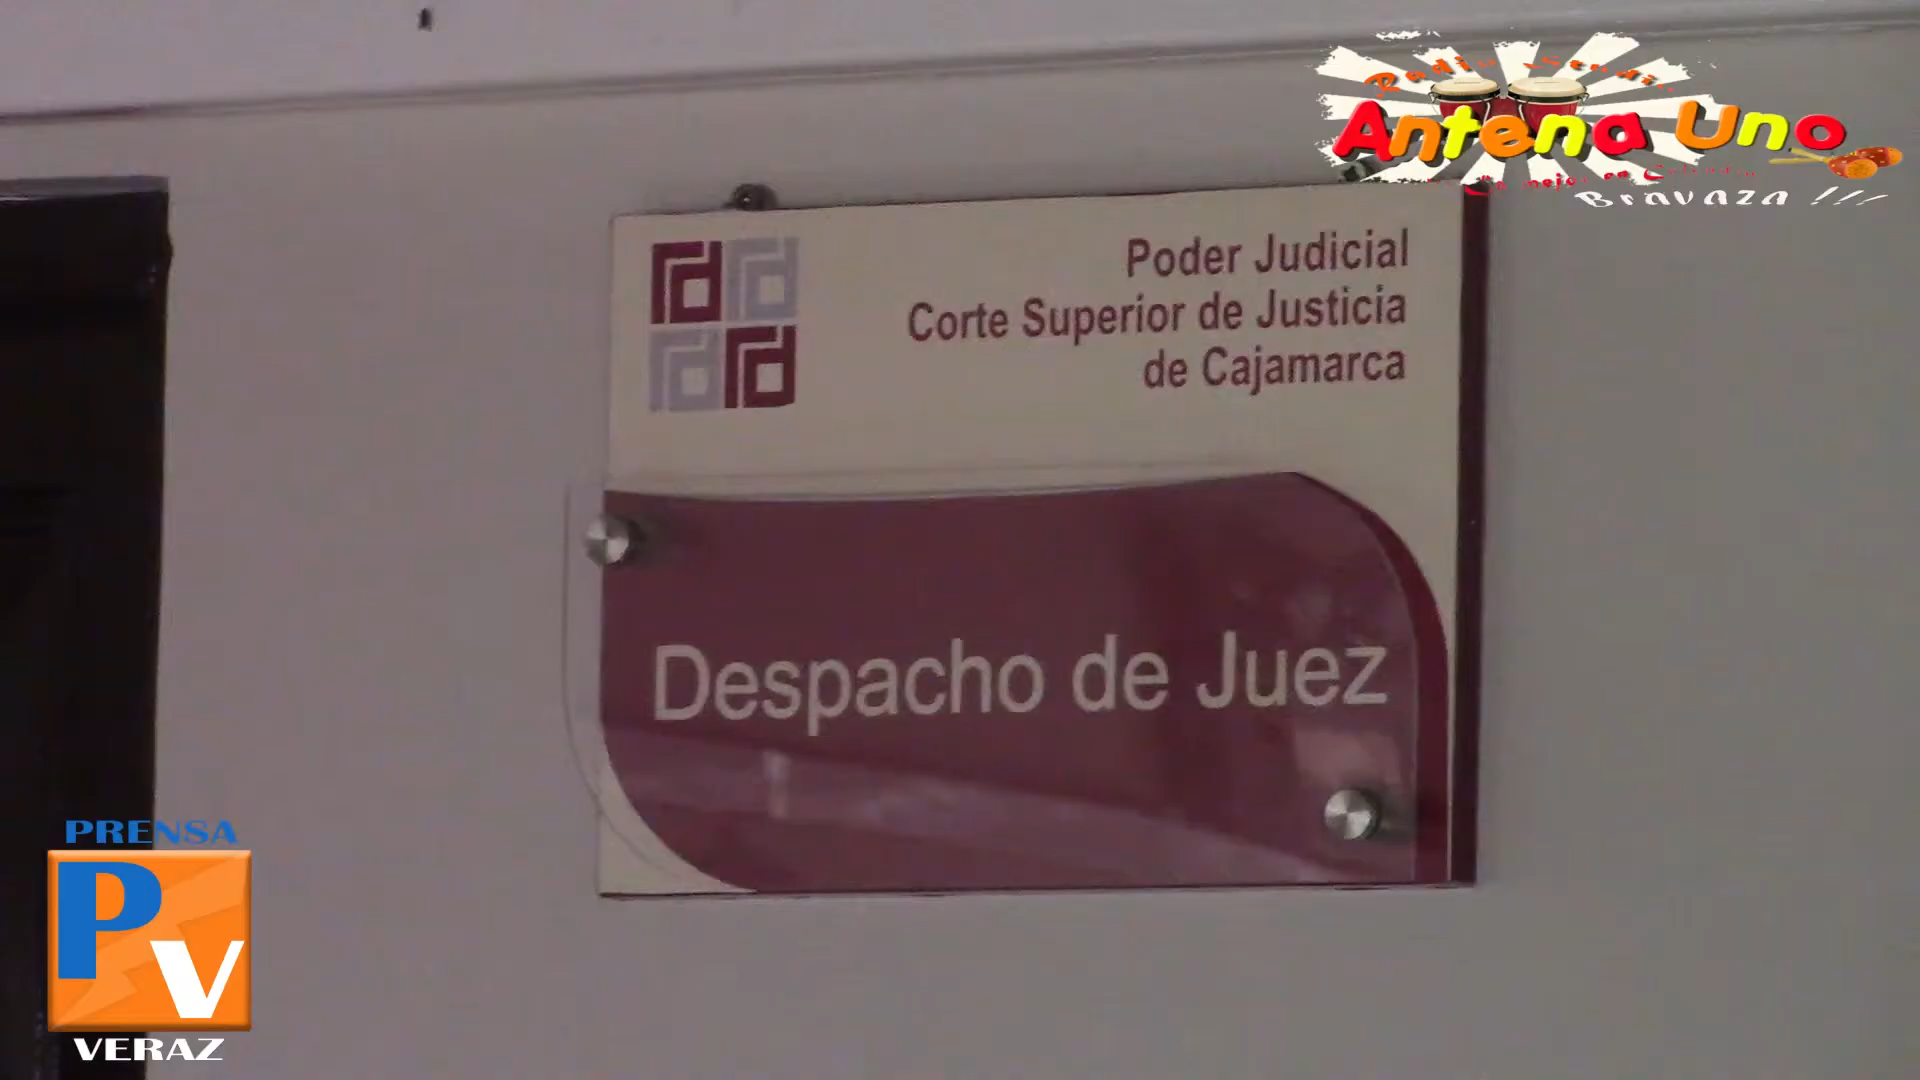 Antena Uno
Bravaza !!!
Poder Judicial
Corte Superior de Justicia
de Cajamarca
Despacho de Juez
PRENSA
PV
VERAZ